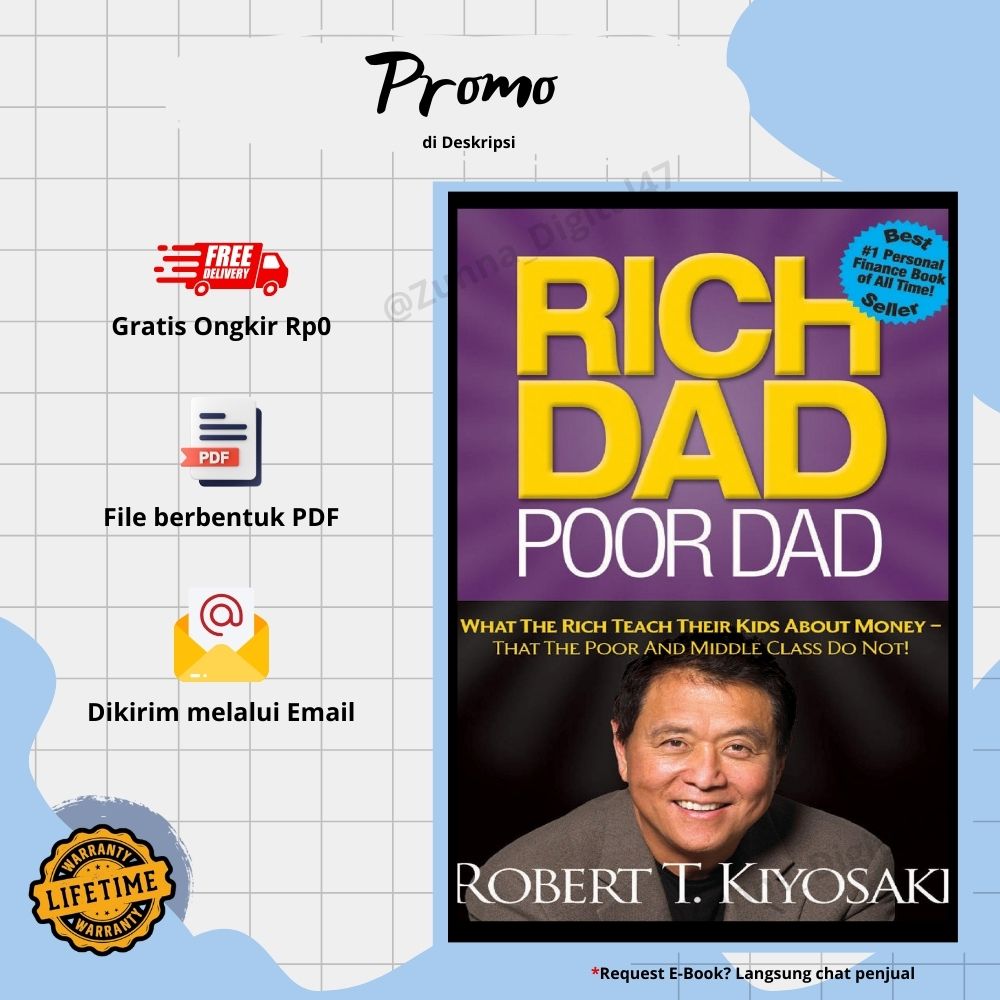 Promo
di Deskripsi
FREE
DELIVERY
Gratis Ongkir Rp0
PDF
File berbentuk PDF
@
Dikirim melalui Email
WARRANTY
LIFETIME
WARRANTY
@Zunna_Digital47
Best
#1 Personal
Finance Book
of All Time!
Seller
RICH
DAD
POOR DAD
WHAT THE RICH TEACH THEIR KIDS ABOUT MONEY –
THAT THE POOR AND MIDDLE CLASS DO NOT!
ROBERT T. KIYOSAKI
*Request E-Book? Langsung chat penjual